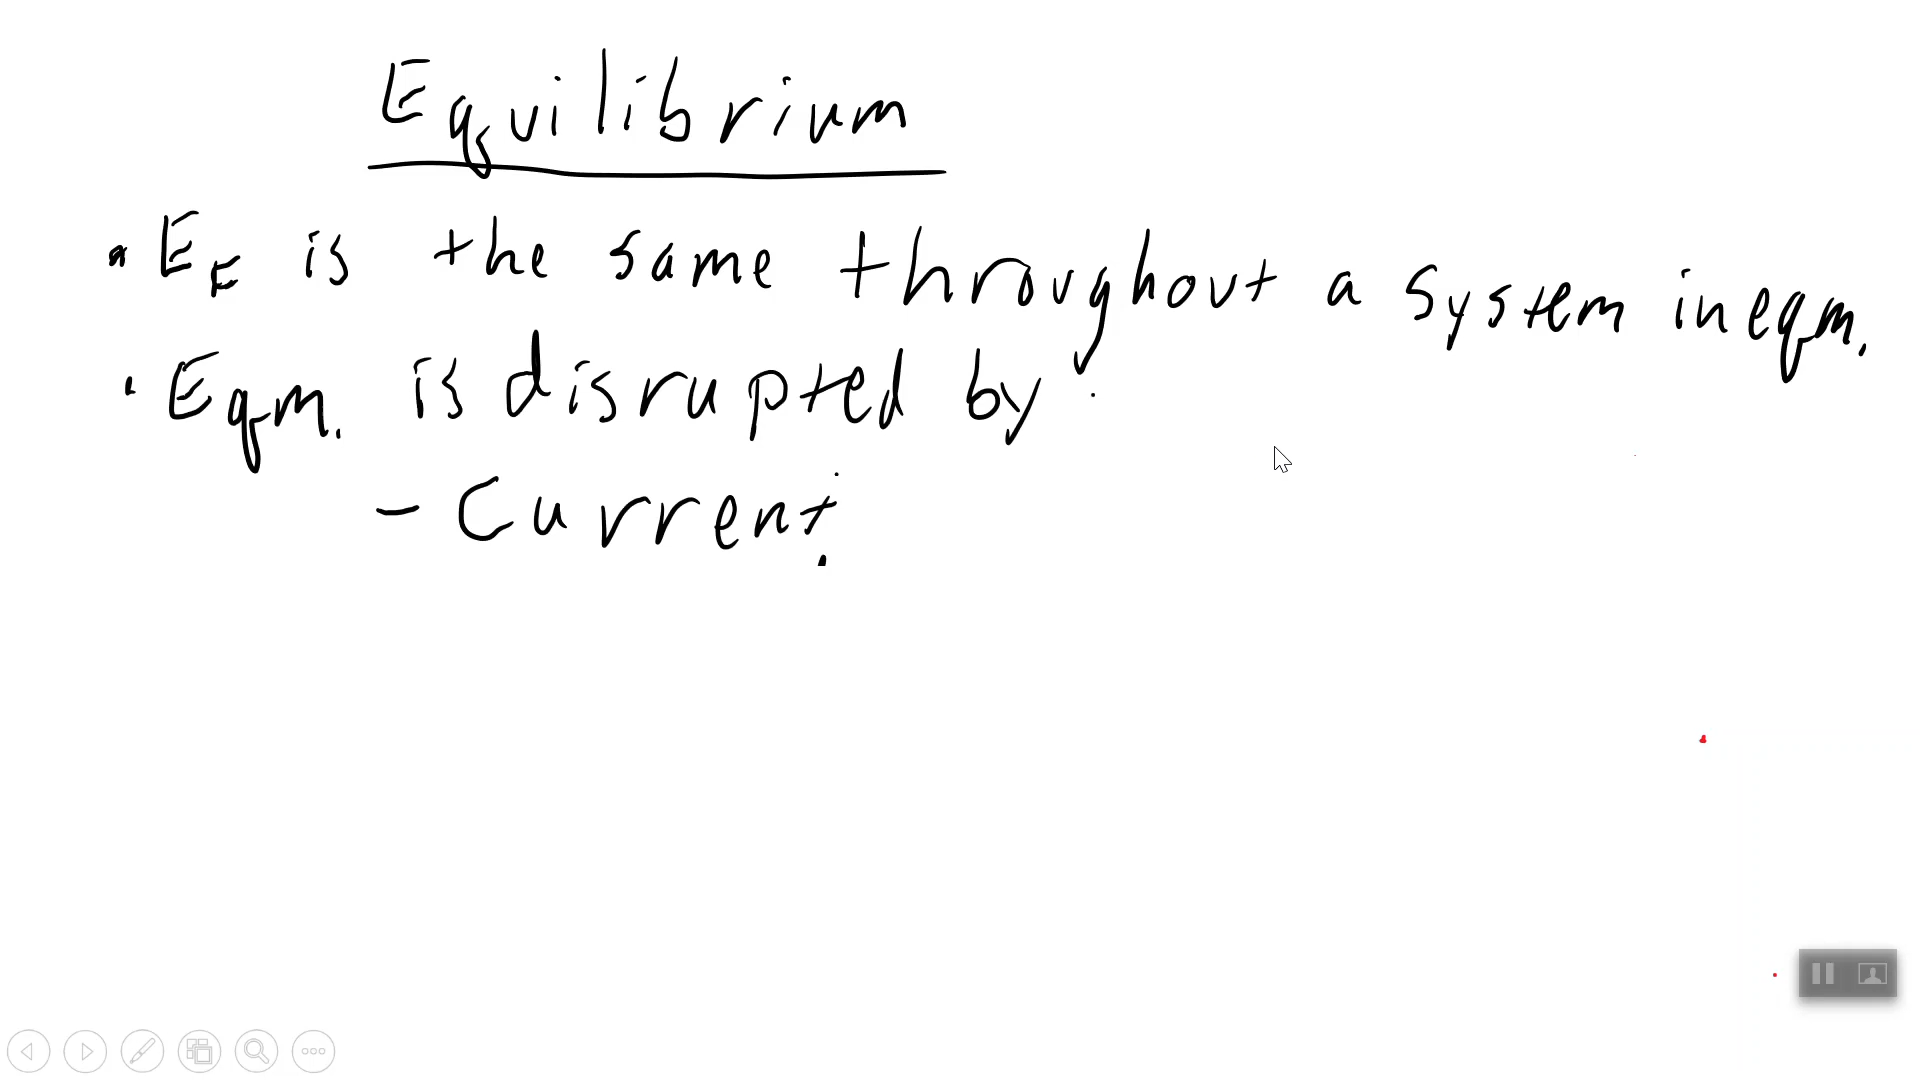 Equilibrium
• E_F is the same throughout a system in eqm.
• Eqm. is disrupted by
- Current